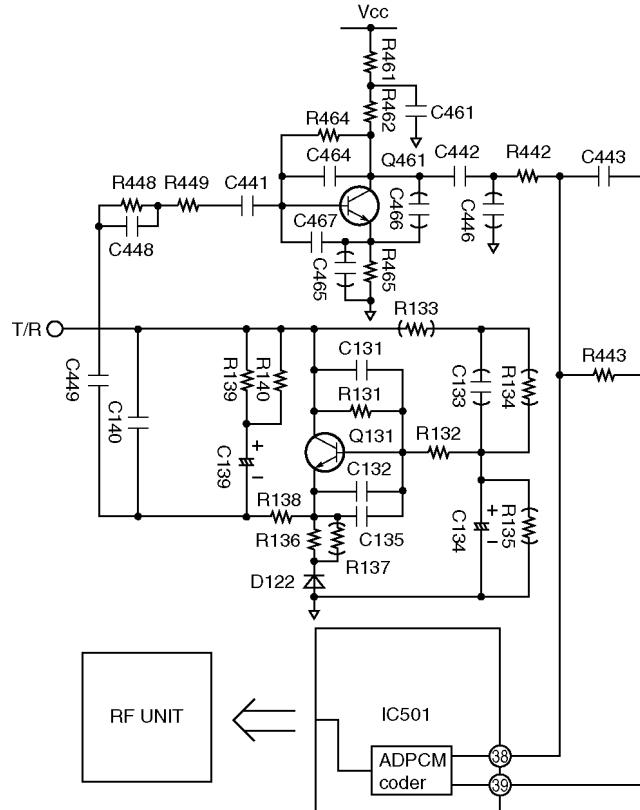 Vcc
R461
R462
C461
R464
C464
Q461
C442
R442
C443
R448
R449
C441
C448
C467
C466
C446
C465
R465
T/R
R133
C449
C140
R139
R140
C131
R131
C133
R134
Q131
R132
C139
+
−
C132
R138
R136
C135
R137
C134
+
−
R135
R443
D122
RF UNIT
IC501
ADPCM
coder
38
39